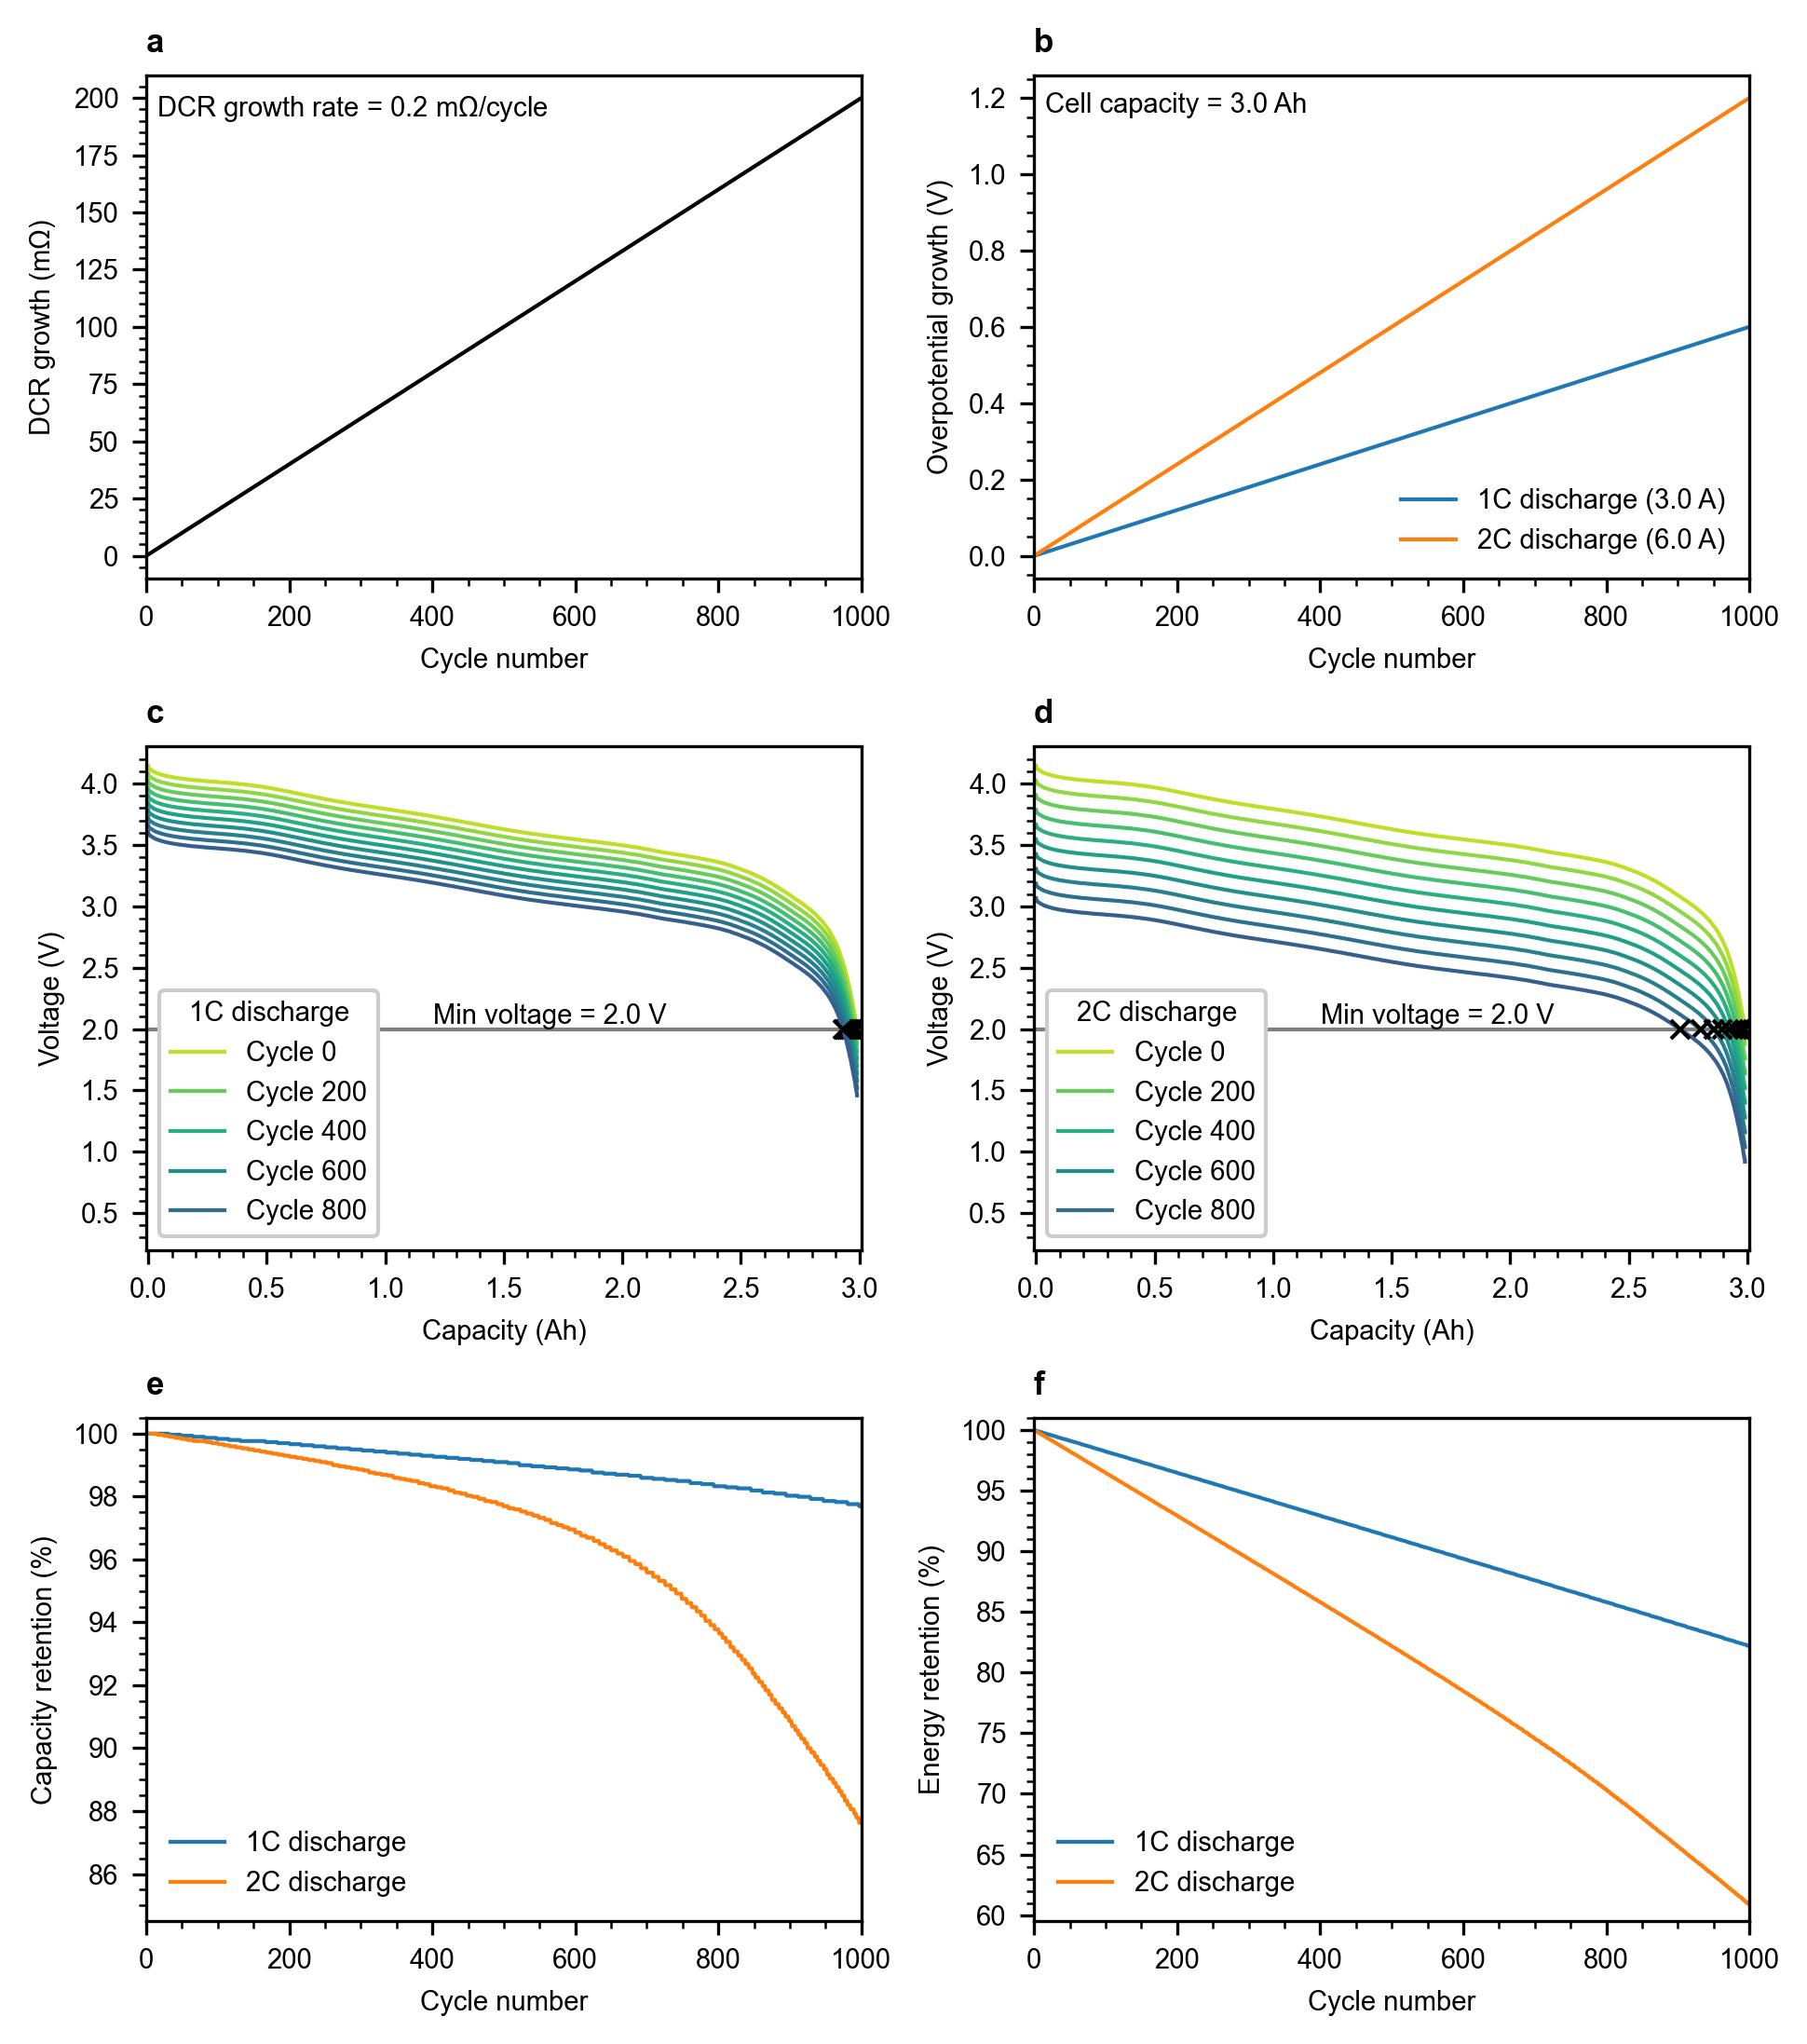 a
DCR growth rate = 0.2 mΩ/cycle
200
175
150
125
100
75
50
25
0
DCR growth (mΩ)
0 200 400 600 800 1000
Cycle number
b
Cell capacity = 3.0 Ah
1.2
1.0
0.8
0.6
0.4
0.2
0.0
Overpotential growth (V)
1C discharge (3.0 A)
2C discharge (6.0 A)
0 200 400 600 800 1000
Cycle number
c
4.0
3.5
3.0
2.5
2.0
1.5
1.0
0.5
Voltage (V)
Min voltage = 2.0 V
1C discharge
Cycle 0
Cycle 200
Cycle 400
Cycle 600
Cycle 800
0.0 0.5 1.0 1.5 2.0 2.5 3.0
Capacity (Ah)
d
4.0
3.5
3.0
2.5
2.0
1.5
1.0
0.5
Voltage (V)
Min voltage = 2.0 V
2C discharge
Cycle 0
Cycle 200
Cycle 400
Cycle 600
Cycle 800
0.0 0.5 1.0 1.5 2.0 2.5 3.0
Capacity (Ah)
e
100
98
96
94
92
90
88
86
Capacity retention (%)
1C discharge
2C discharge
0 200 400 600 800 1000
Cycle number
f
100
95
90
85
80
75
70
65
60
Energy retention (%)
1C discharge
2C discharge
0 200 400 600 800 1000
Cycle number